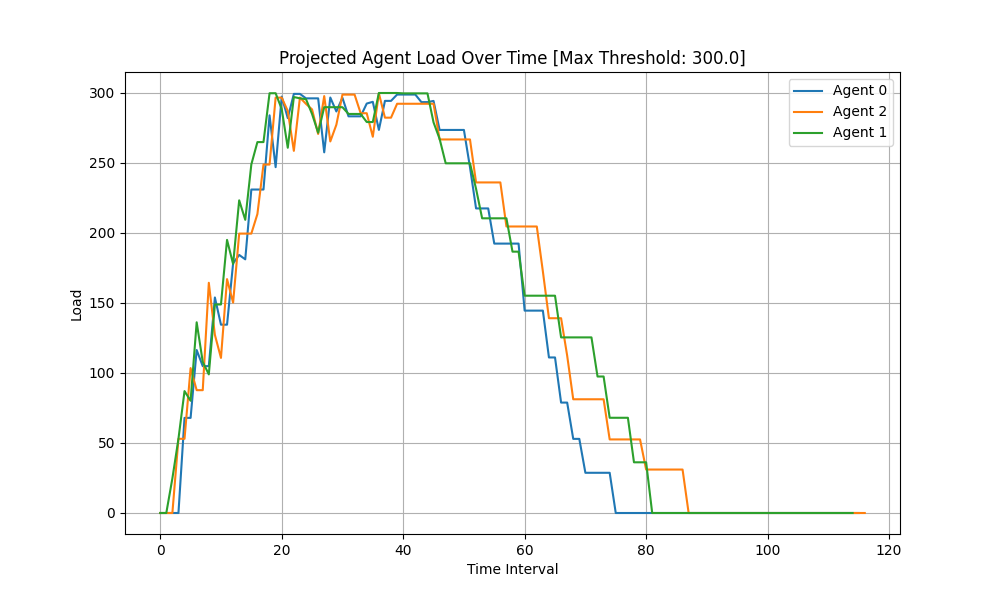 Projected Agent Load Over Time [Max Threshold: 300.0]
Agent 0
Agent 2
Agent 1
Load
300
250
200
150
100
50
0
0 20 40 60 80 100 120
Time Interval